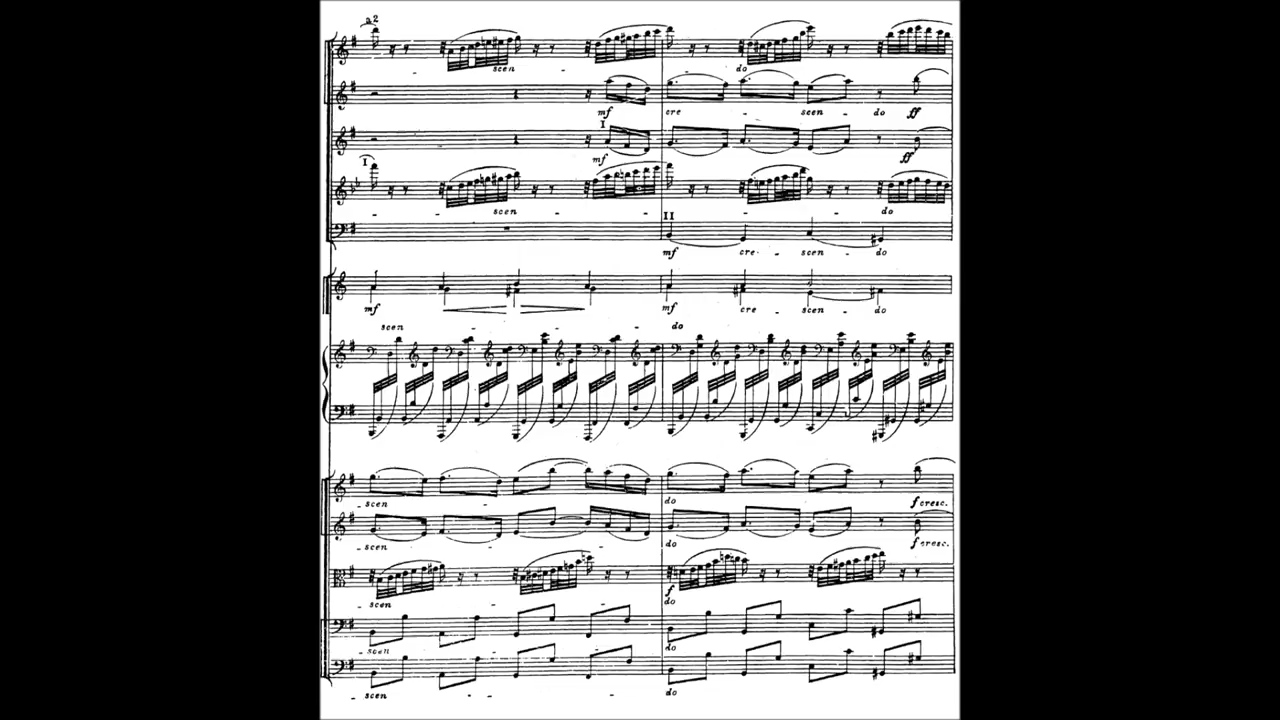 a2
scen - do
mf cre - scen - do ff
I
mf ff
I
- - scen - - do
II
mf cre - scen - do
mf mf cre - scen - do
scen - do
- scen - - - do f cresc.
- scen - - - do f cresc.
f
scen - - - do
- scen - - - do
- scen - - - do